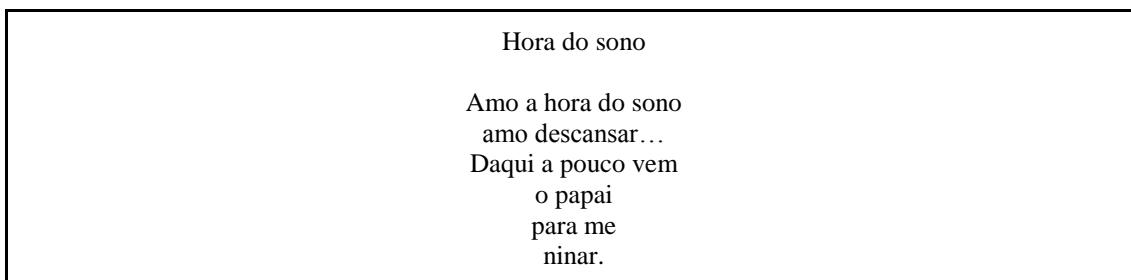 Hora do sono
Amo a hora do sono
amo descansar…
Daqui a pouco vem
o papai
para me
ninar.